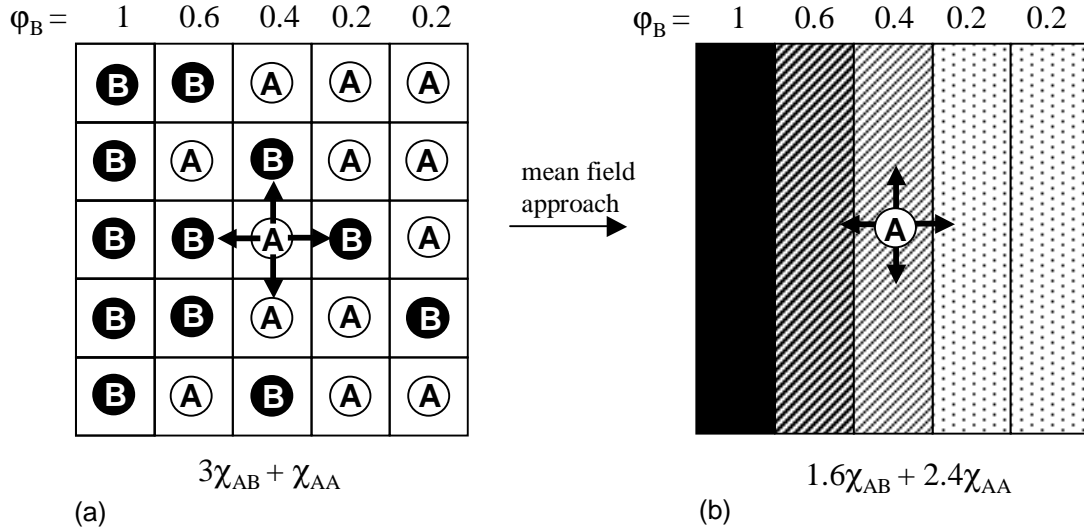 φB = 1 0.6 0.4 0.2 0.2
B B A A A
B A B A A
B B A B A
B B A A B
B A B A A
3χAB + χAA
(a)
mean field
approach
φB = 1 0.6 0.4 0.2 0.2
A
1.6χAB + 2.4χAA
(b)